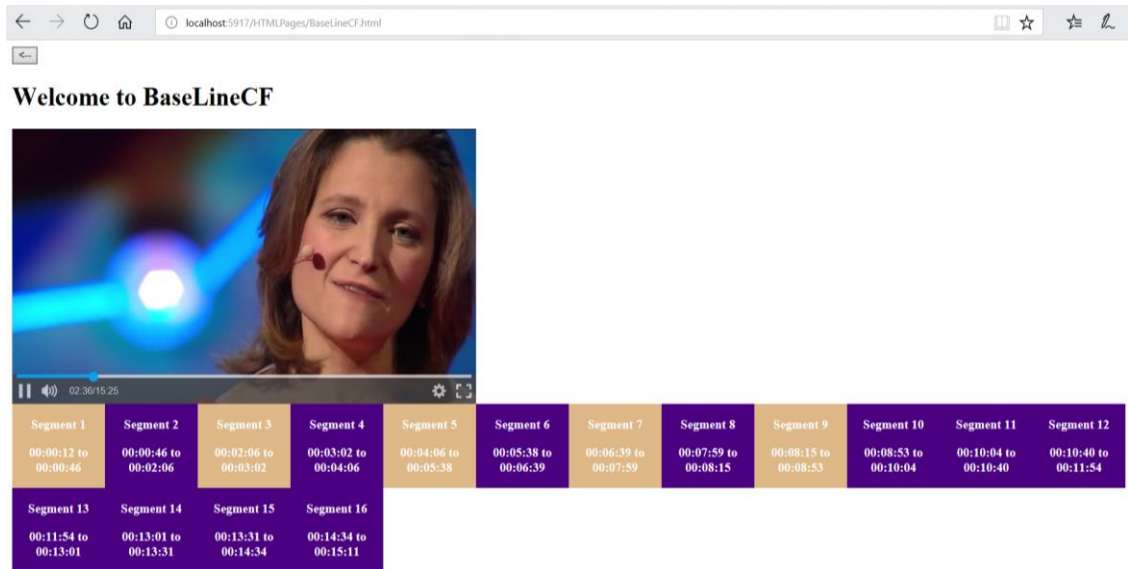 localhost:5917/HTMLPages/BaseLineCF.html
<--
Welcome to BaseLineCF
02:36/15:25
Segment 1 Segment 2 Segment 3 Segment 4 Segment 5 Segment 6 Segment 7 Segment 8 Segment 9 Segment 10 Segment 11 Segment 12
00:00:12 to 00:00:46 to 00:02:06 to 00:03:02 to 00:04:06 to 00:05:38 to 00:06:39 to 00:07:59 to 00:08:15 to 00:08:53 to 00:10:04 to 00:10:40 to
00:00:46 00:02:06 00:03:02 00:04:06 00:05:38 00:06:39 00:07:59 00:08:15 00:08:53 00:10:04 00:10:40 00:11:54
Segment 13 Segment 14 Segment 15 Segment 16
00:11:54 to 00:13:01 to 00:13:31 to 00:14:34 to
00:13:01 00:13:31 00:14:34 00:15:11